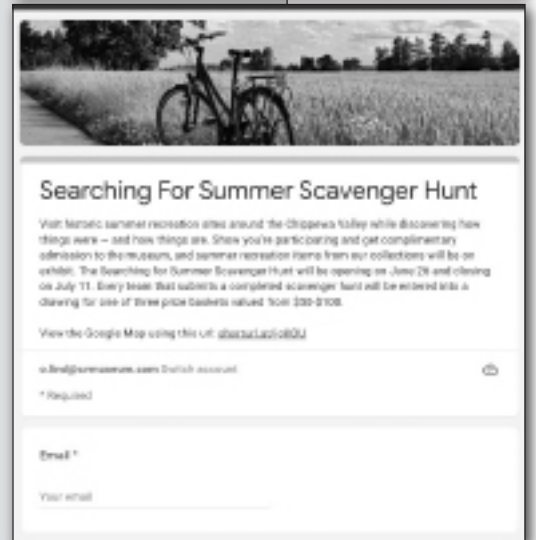 Searching For Summer Scavenger Hunt
Visit historic summer recreation sites around the Chippewa Valley while discovering how
things were — and how things are. Show you're participating and get complimentary
admission to the museum, and summer recreation items from our collections will be on
exhibit. The Searching for Summer Scavenger Hunt will be opening on June 26 and closing
on July 11. Every team that submits a completed scavenger hunt will be entered into a
drawing for one of three prize baskets valued from $50-$100.
View the Google Map using this url:
Switch account
* Required
Email *
Your email